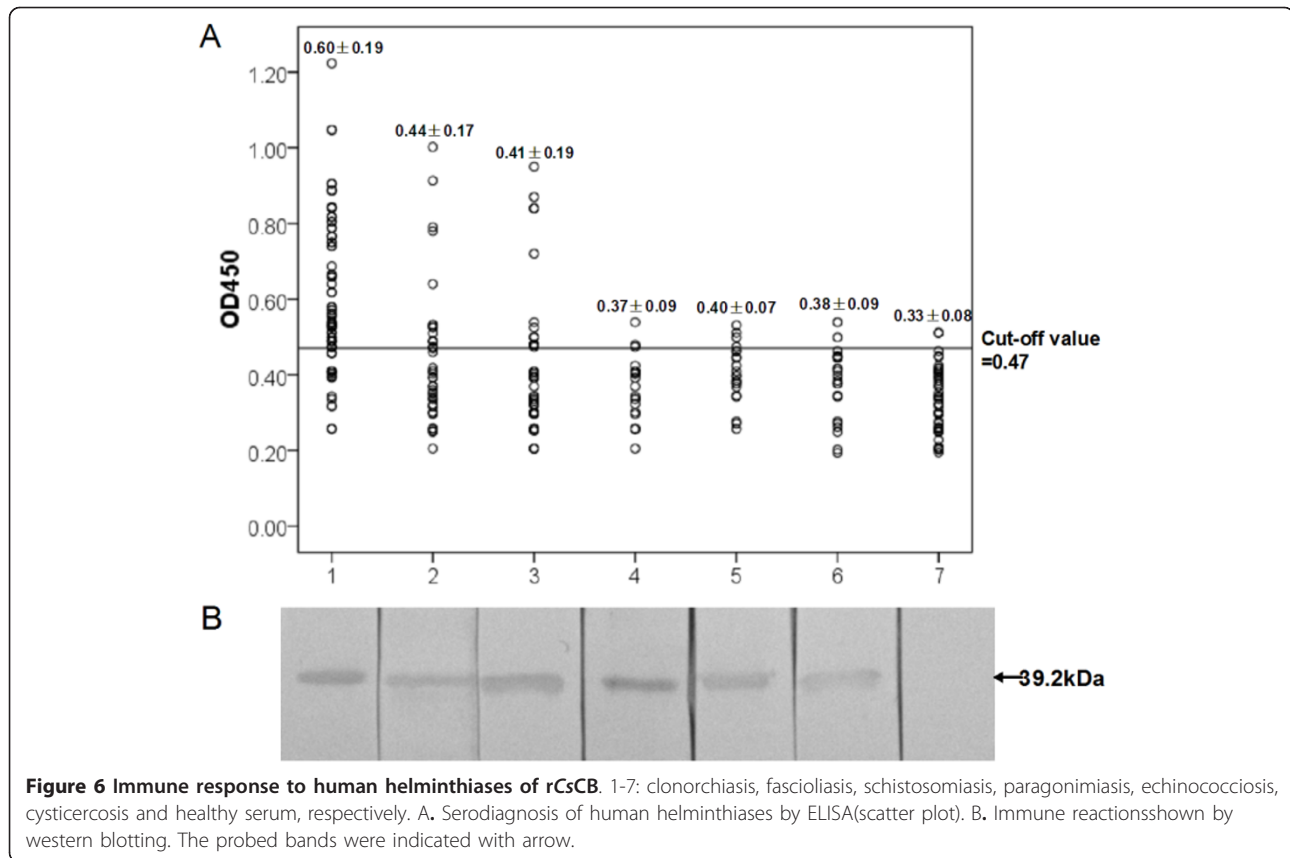 A
0.60±0.19
0.44±0.17
0.41±0.19
0.37±0.09
0.40±0.07
0.38±0.09
0.33±0.08
1.20
1.00
0.80
0.60
0.40
0.20
0.00
OD450
Cut-off value
=0.47
1 2 3 4 5 6 7
B
39.2kDa
Figure 6 Immune response to human helminthiases of rCsCB. 1-7: clonorchiasis, fascioliasis, schistosomiasis, paragonimiasis, echinococciosis,
cysticercosis and healthy serum, respectively. A. Serodiagnosis of human helminthiases by ELISA(scatter plot). B. Immune reactionsshown by
western blotting. The probed bands were indicated with arrow.